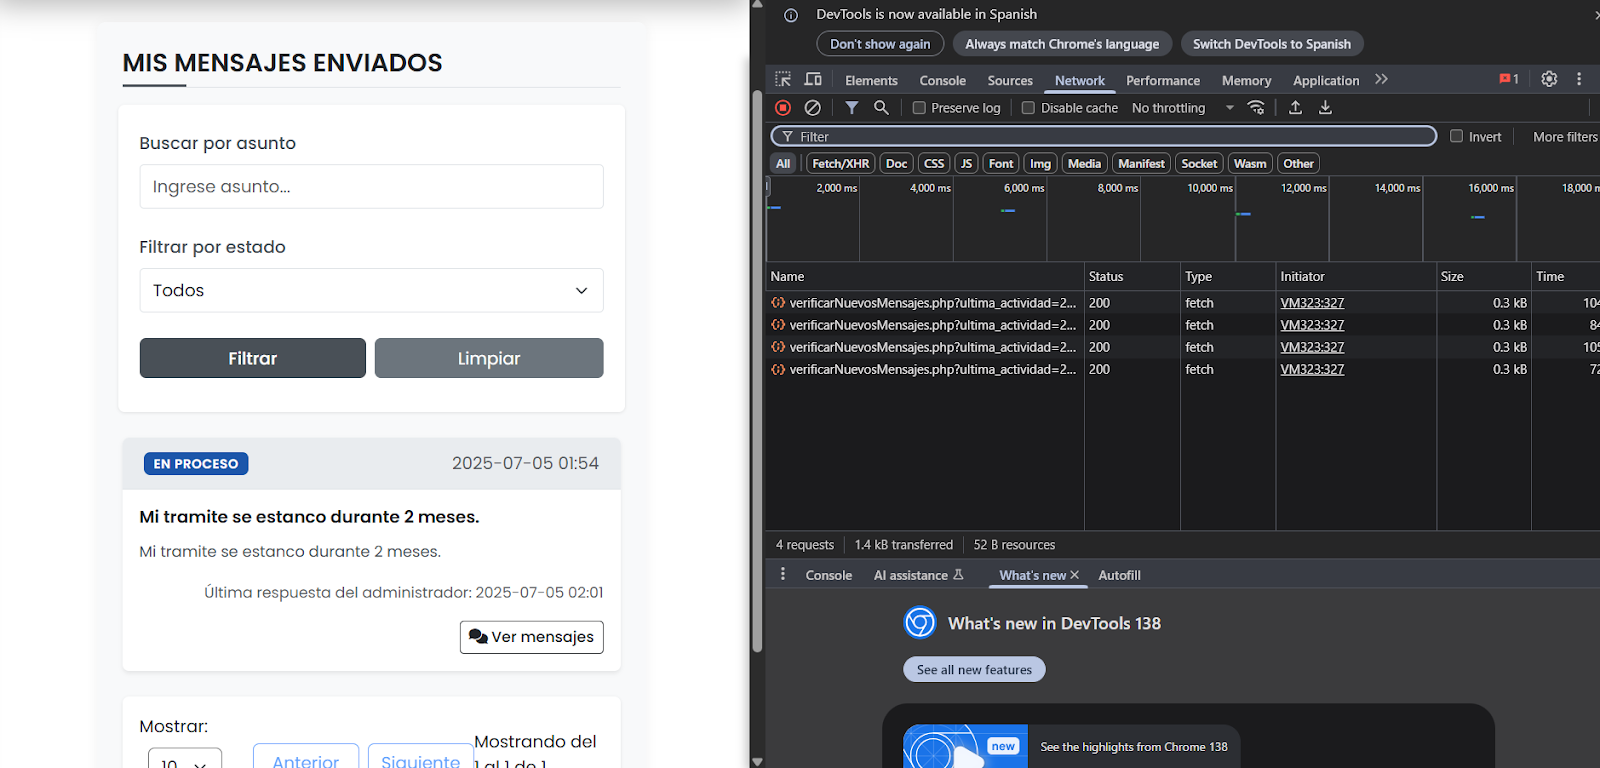 MIS MENSAJES ENVIADOS
Buscar por asunto
Ingrese asunto...
Filtrar por estado
Todos
Filtrar
Limpiar
EN PROCESO
2025-07-05 01:54
Mi tramite se estanco durante 2 meses.
Mi tramite se estanco durante 2 meses.
Última respuesta del administrador: 2025-07-05 02:01
Ver mensajes
Mostrar:
10
Anterior
Siguiente
Mostrando del
1 al 1 de 1
DevTools is now available in Spanish
Don't show again
Always match Chrome's language
Switch DevTools to Spanish
Elements Console Sources Network Performance Memory Application 1
Preserve log Disable cache No throttling
Filter Invert More filters
All Fetch/XHR Doc CSS JS Font Img Media Manifest Socket Wasm Other
2,000 ms 4,000 ms 6,000 ms 8,000 ms 10,000 ms 12,000 ms 14,000 ms 16,000 ms 18,000 m
Name Status Type Initiator Size Time
verificarNuevosMensajes.php?ultima_actividad=2... 200 fetch VM323:327 0.3 kB 104
verificarNuevosMensajes.php?ultima_actividad=2... 200 fetch VM323:327 0.3 kB 84
verificarNuevosMensajes.php?ultima_actividad=2... 200 fetch VM323:327 0.3 kB 105
verificarNuevosMensajes.php?ultima_actividad=2... 200 fetch VM323:327 0.3 kB 72
4 requests 1.4 kB transferred 52 B resources
Console AI assistance What's new Autofill
What's new in DevTools 138
See all new features
new
See the highlights from Chrome 138